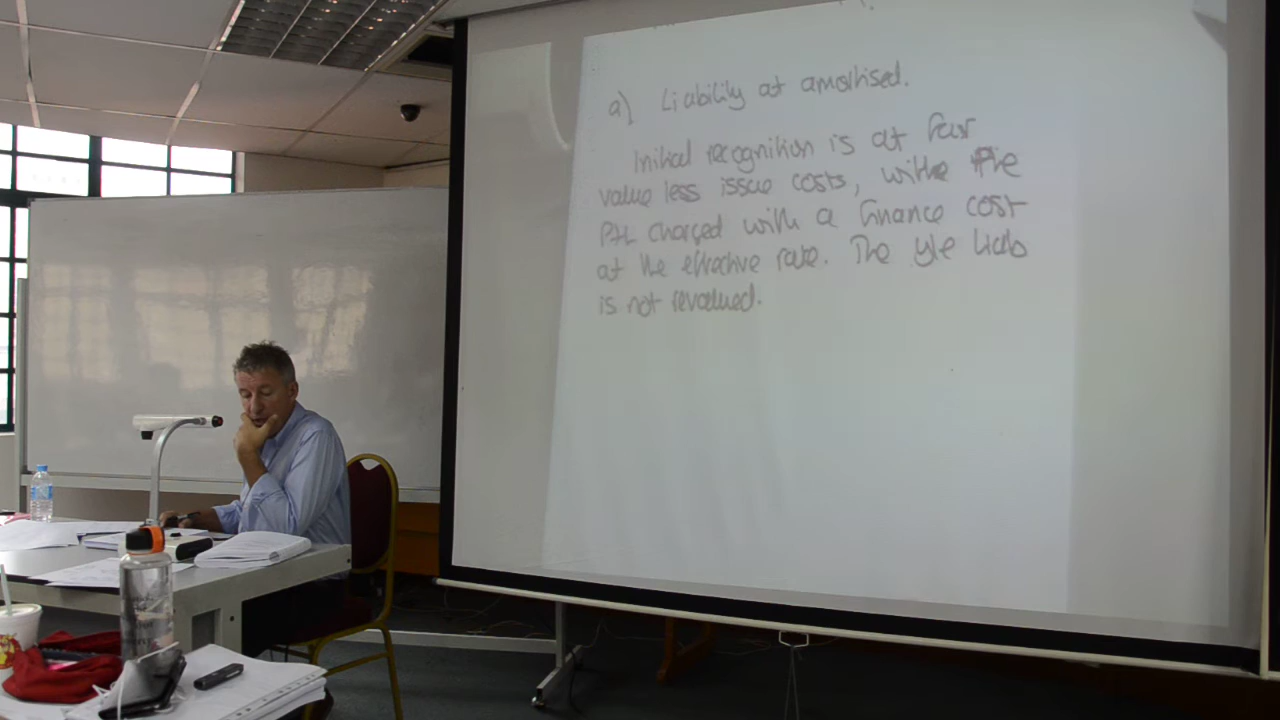 a) Liability at amortised.
Initial recognition is at fair
value less issue costs, with the
P+L charged with a finance cost
at the effective rate. The y/e liab
is not revalued.